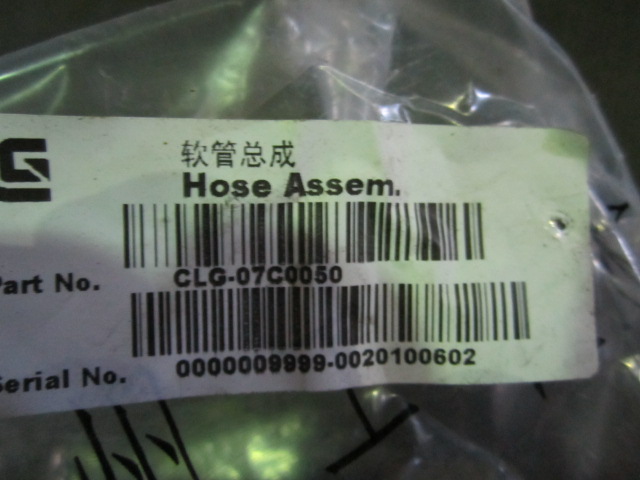 软管总成
Hose Assem.
Part No. CLG-07C0050
Serial No. 0000009999-0020100602